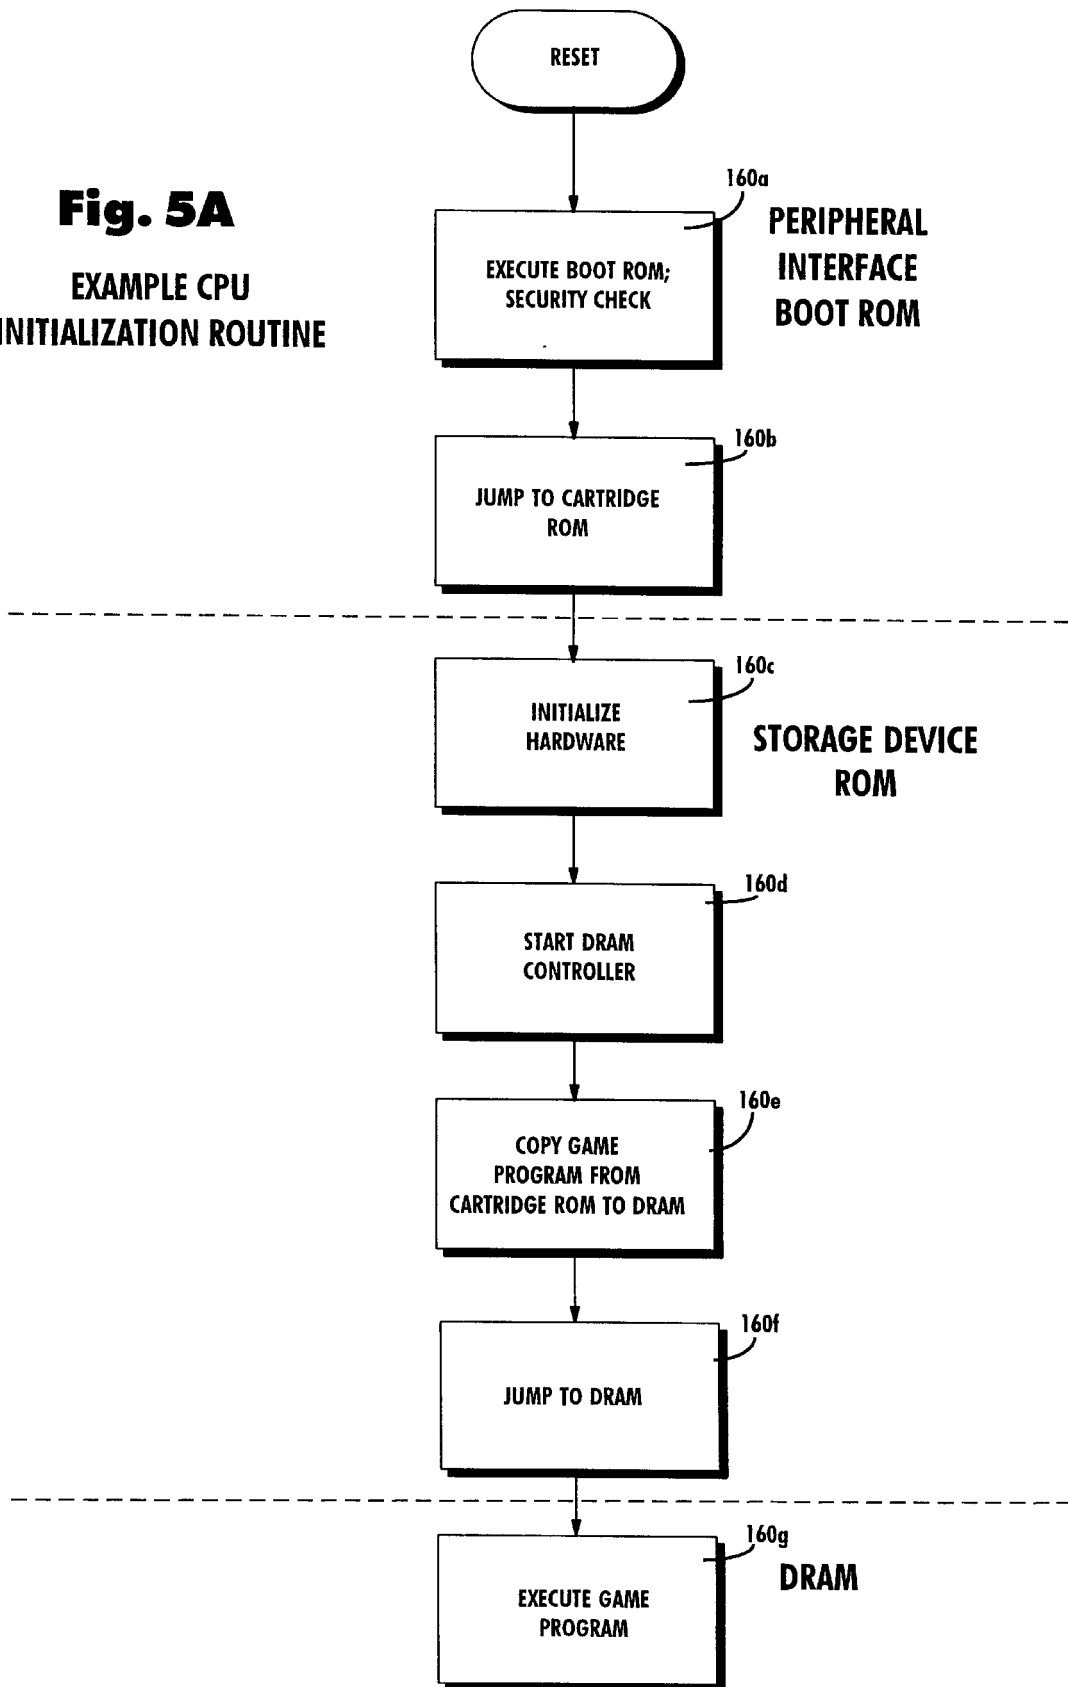 RESET
Fig. 5A
EXAMPLE CPU
INITIALIZATION ROUTINE
160a
PERIPHERAL
INTERFACE
BOOT ROM
EXECUTE BOOT ROM;
SECURITY CHECK
160b
JUMP TO CARTRIDGE
ROM
160c
INITIALIZE
HARDWARE
STORAGE DEVICE
ROM
160d
START DRAM
CONTROLLER
160e
COPY GAME
PROGRAM FROM
CARTRIDGE ROM TO DRAM
160f
JUMP TO DRAM
160g
DRAM
EXECUTE GAME
PROGRAM